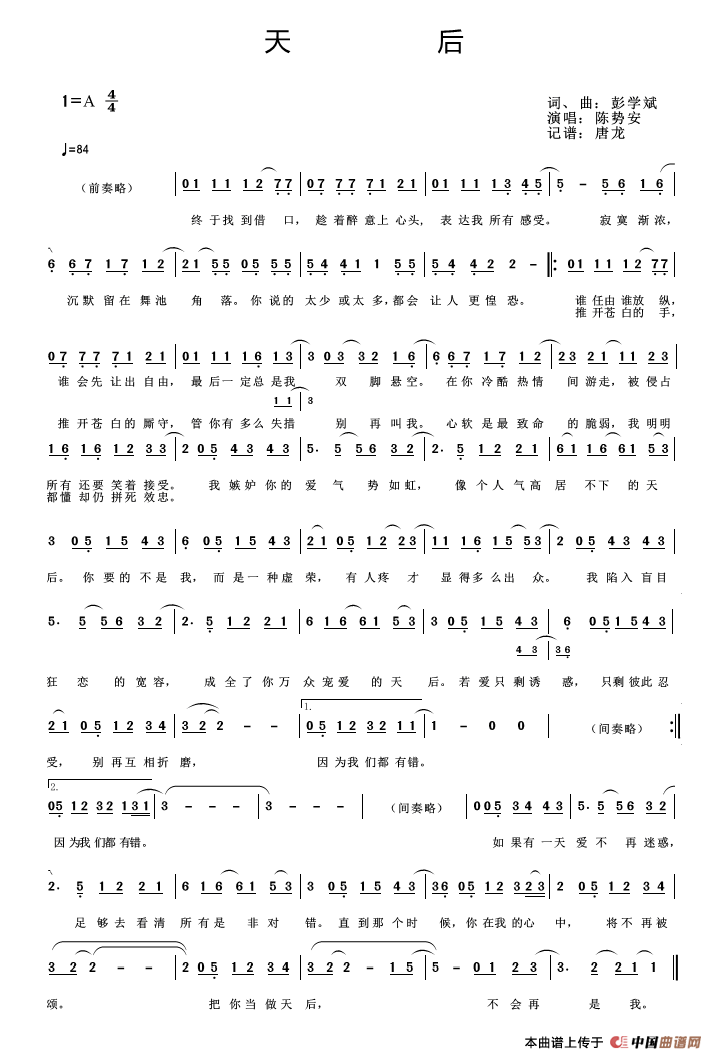 天 后
1=A 4/4
词、曲：彭学斌
演唱：陈势安
记谱：唐龙
♩=84
（前奏略） 01 11 12 77 | 07 77 71 21 | 01 11 13 45 | 5 - 56 16
终于找到借 口，趁着醉意上心头，表达我所有感受。 寂寞渐浓，
6 67 17 12 | 21 55 05 55 | 54 41 1 55 | 54 42 2 - |: 01 11 12 77
沉默留在舞池 角落。你说的太少或太多，都会让人更惶恐。 谁任由谁放纵，
推开苍白的手，
07 77 71 21 | 01 11 16 13 | 3 03 32 16 | 6 67 17 12 | 23 21 11 23
谁会先让出自由，最后一定总是我 双脚悬空。在你冷酷热情 间游走，被侵占
11 | 3
推开苍白的厮守，管你有多么失措 别再叫我。心软是最致命 的脆弱，我明明
16 16 12 33 | 2 05 43 43 | 5· 5 56 32 | 2· 5 12 21 | 61 16 61 53
所有还要笑着接受。 我嫉妒你的爱气势如虹， 像个人气高居不下的天
都懂却仍拼死效忠。
3 05 15 43 | 6 05 15 43 | 21 05 12 23 | 11 16 15 53 | 2 05 43 43
后。你要的不是我，而是一种虚荣， 有人疼才 显得多么出众。 我陷入盲目
5· 5 56 32 | 2· 5 12 21 | 6 16 61 53 | 3 05 15 43 | 6 05 15 43
43 | 36
狂恋的宽容， 成全了你万众宠爱的天后。若爱只剩诱惑， 只剩彼此忍
21 05 12 34 | 32 2 - - | 1. 05 12 32 11 | 1 - 0 0 | （间奏略） :||
受， 别再互相折磨， 因为我们都有错。
2. 05 12 32 131 | 3 - - - | 3 - - - | （间奏略） | 005 34 43 | 5· 5 56 32
因为我们都有错。 如果有一天爱不再迷惑，
2· 5 12 21 | 6 16 61 53 | 3 05 15 43 | 36 05 12 323 | 2 05 55 55
足够去看清所有是非对错。直到那个时候，你在我的心中，将不再被
32 2 - - | 2 05 12 34 | 32 2 - 15 | 5 - 01 23 | 3· 2 21 1 ||
颂。 把你当做天后， 不会再是我。
本曲谱上传于 中国曲谱网